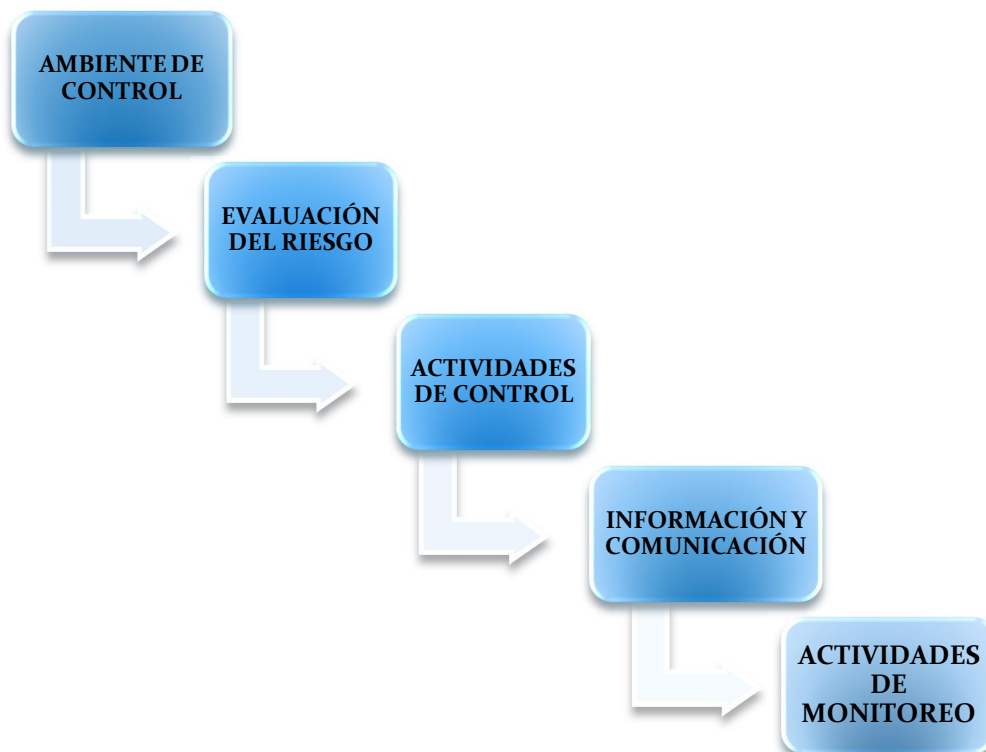 AMBIENTE DE
CONTROL
EVALUACIÓN
DEL RIESGO
ACTIVIDADES
DE CONTROL
INFORMACIÓN Y
COMUNICACIÓN
ACTIVIDADES
DE
MONITOREO